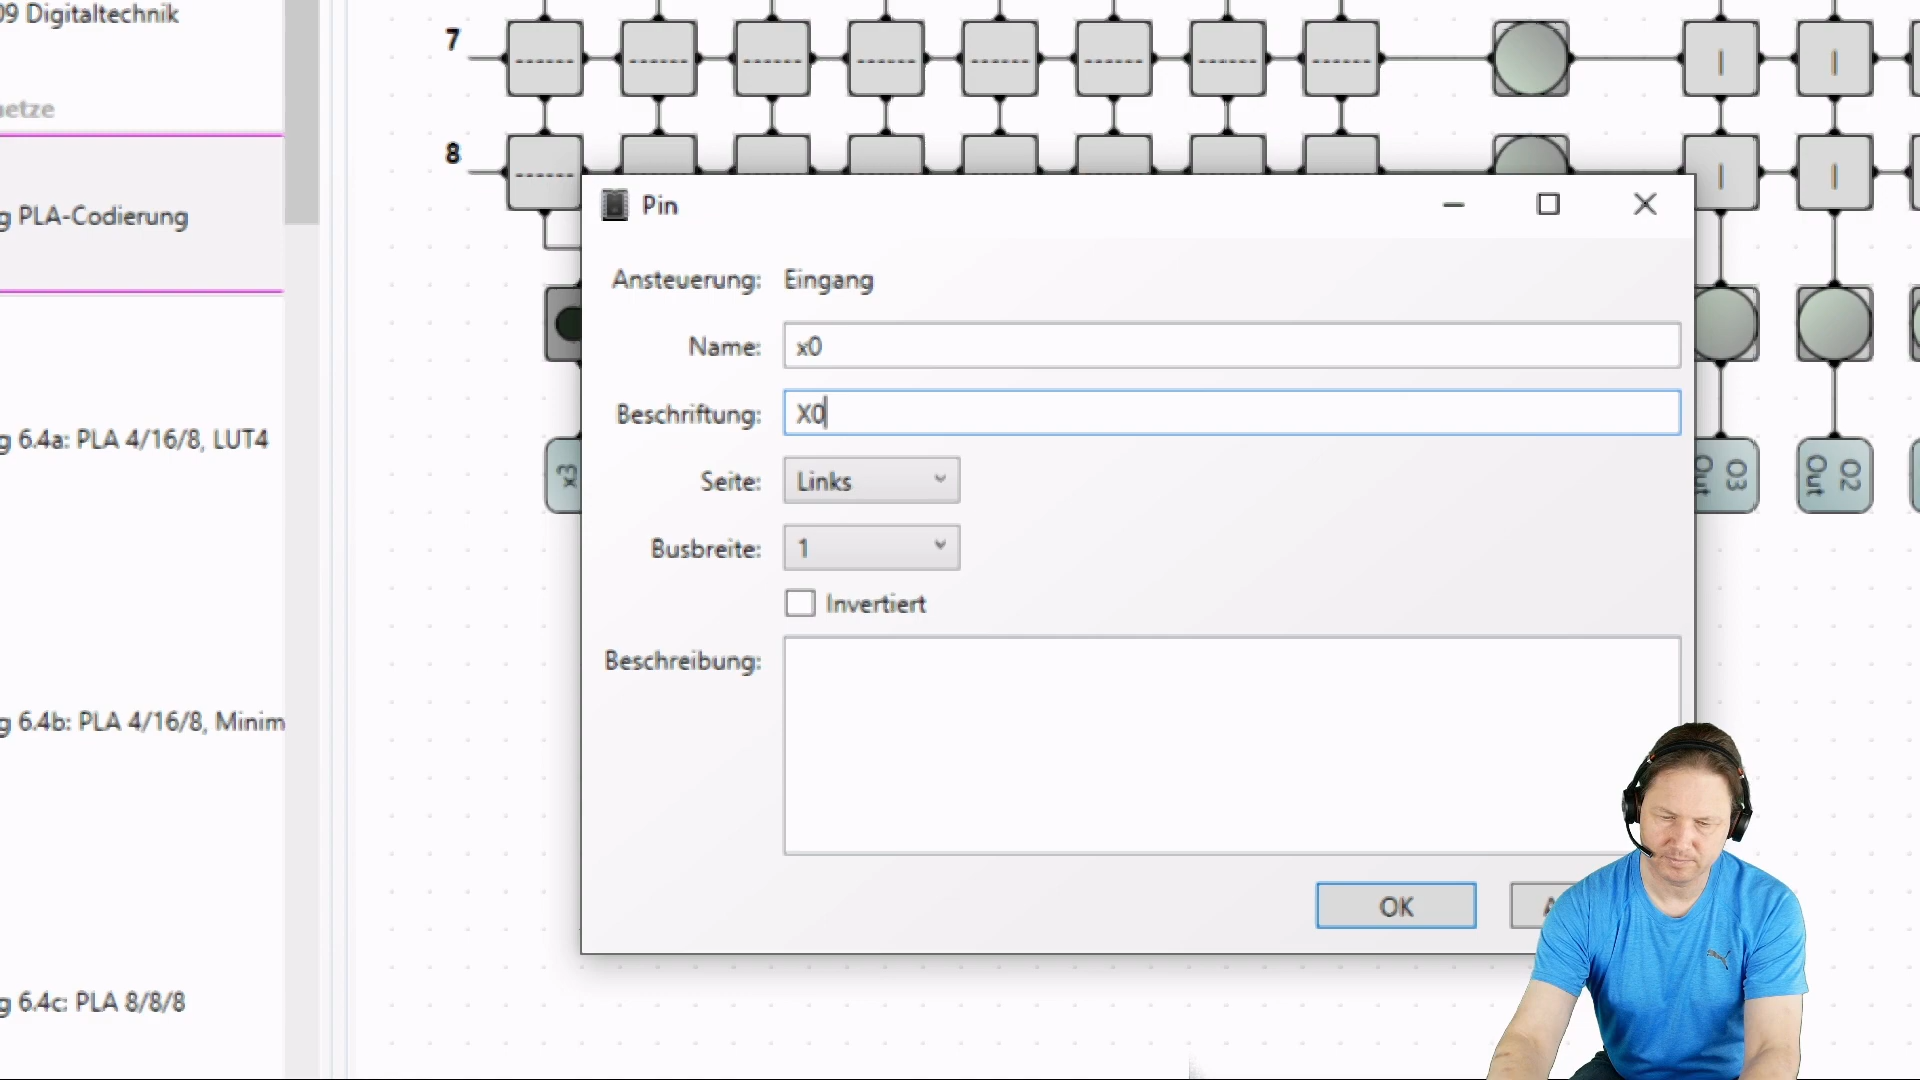 09 Digitaltechnik
netze
g PLA-Codierung
g 6.4a: PLA 4/16/8, LUT4
g 6.4b: PLA 4/16/8, Minim
g 6.4c: PLA 8/8/8
7
8
Pin
Ansteuerung: Eingang
Name: x0
Beschriftung: X0
Seite: Links
Busbreite: 1
Invertiert
Beschreibung:
OK
x3
O3
Out
O2
Out